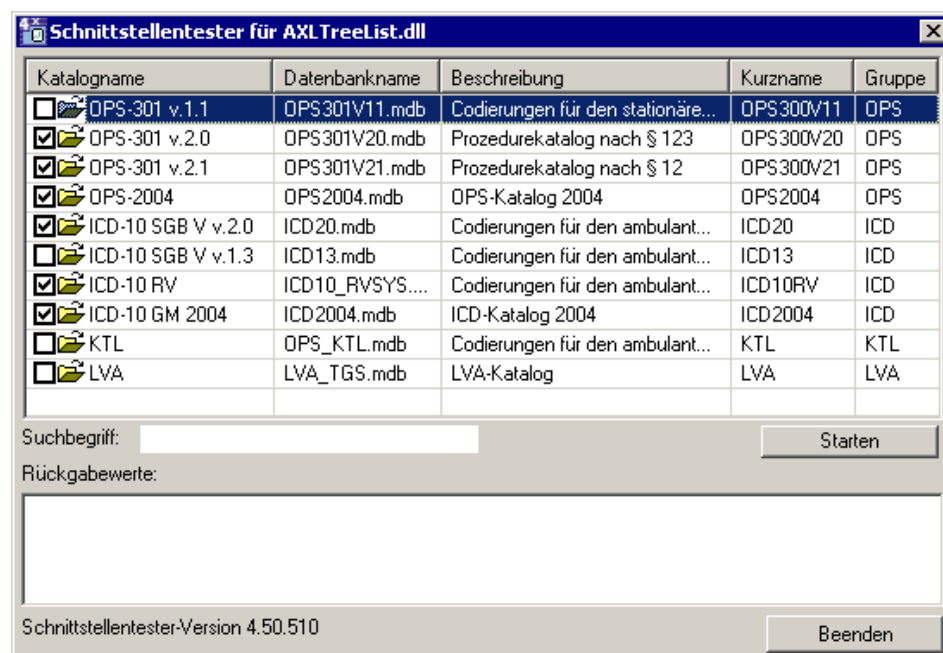 Schnittstellentester für AXLTreeList.dll
Katalogname Datenbankname Beschreibung Kurzname Gruppe
OPS-301 v.1.1 OPS301V11.mdb Codierungen für den stationäre... OPS300V11 OPS
OPS-301 v.2.0 OPS301V20.mdb Prozedurekatalog nach § 123 OPS300V20 OPS
OPS-301 v.2.1 OPS301V21.mdb Prozedurekatalog nach § 12 OPS300V21 OPS
OPS-2004 OPS2004.mdb OPS-Katalog 2004 OPS2004 OPS
ICD-10 SGB V v.2.0 ICD20.mdb Codierungen für den ambulant... ICD20 ICD
ICD-10 SGB V v.1.3 ICD13.mdb Codierungen für den ambulant... ICD13 ICD
ICD-10 RV ICD10_RVSYS.... Codierungen für den ambulant... ICD10RV ICD
ICD-10 GM 2004 ICD2004.mdb ICD-Katalog 2004 ICD2004 ICD
KTL OPS_KTL.mdb Codierungen für den ambulant... KTL KTL
LVA LVA_TGS.mdb LVA-Katalog LVA LVA
Suchbegriff: Starten
Rückgabewerte:
Schnittstellentester-Version 4.50.510 Beenden